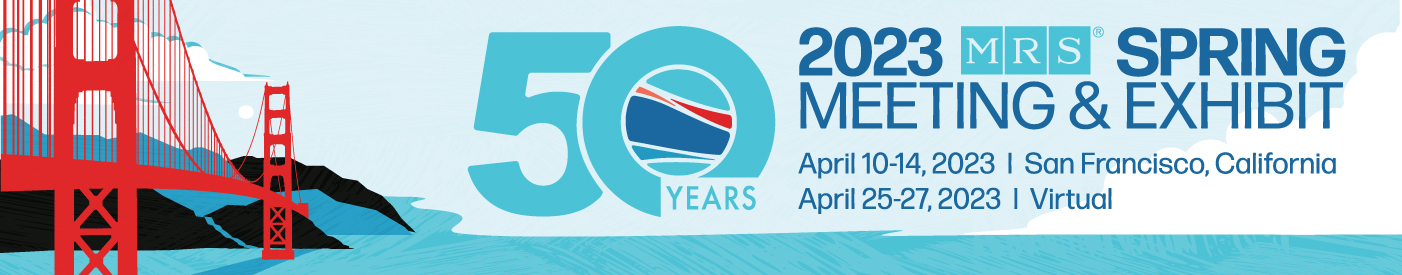 50
YEARS
2023 MRS® SPRING
MEETING & EXHIBIT
April 10-14, 2023 | San Francisco, California
April 25-27, 2023 | Virtual